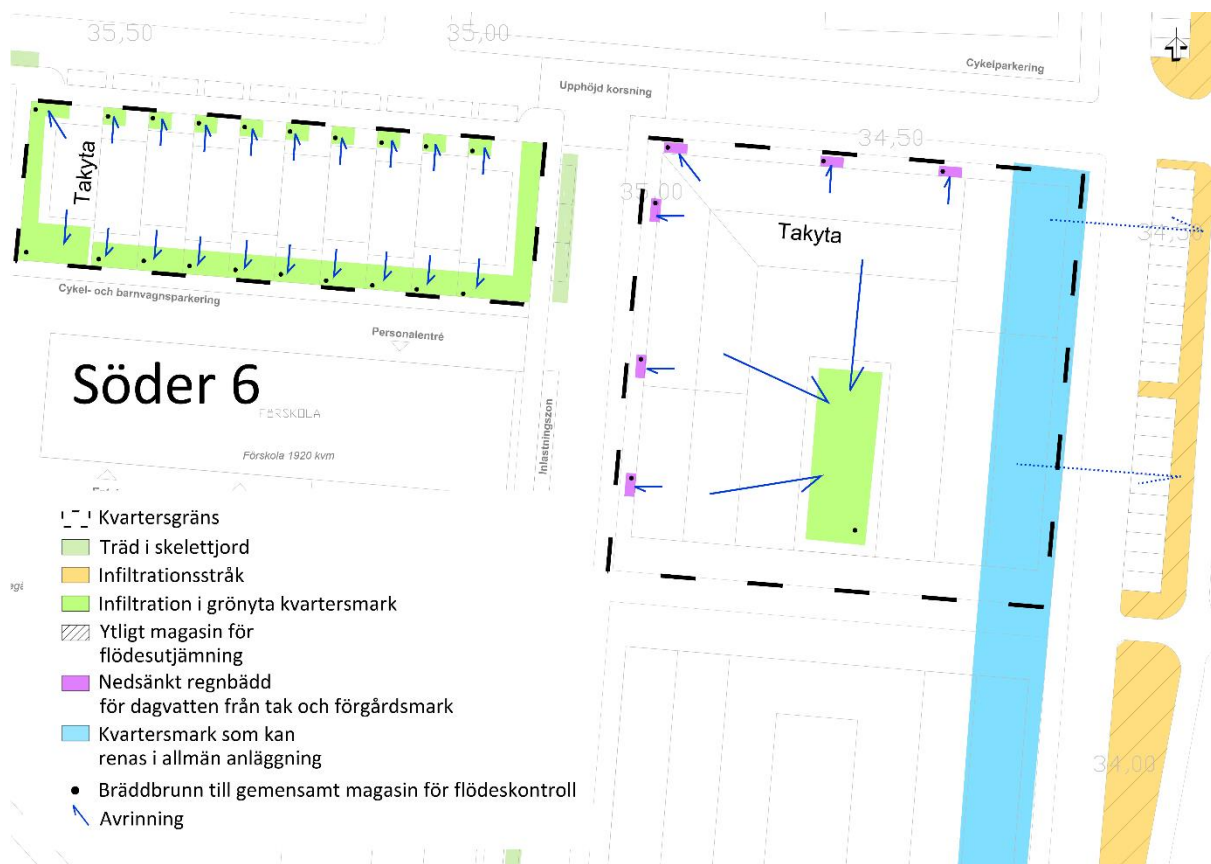 35,50
35,00
Cykelparkering
Upphöjd korsning
34,50
Takyta
35,00
Takyta
34,50
Cykel- och barnvagnsparkering
Personalentré
Söder 6
FÖRSKOLA
Förskola 1920 kvm
Inlastningszon
Kvartersgräns
Träd i skelettjord
Infiltrationsstråk
Infiltration i grönyta kvartersmark
Ytligt magasin för
flödesutjämning
Nedsänkt regnbädd
för dagvatten från tak och förgårdsmark
Kvartersmark som kan
renas i allmän anläggning
Bräddbrunn till gemensamt magasin för flödeskontroll
Avrinning
34,00